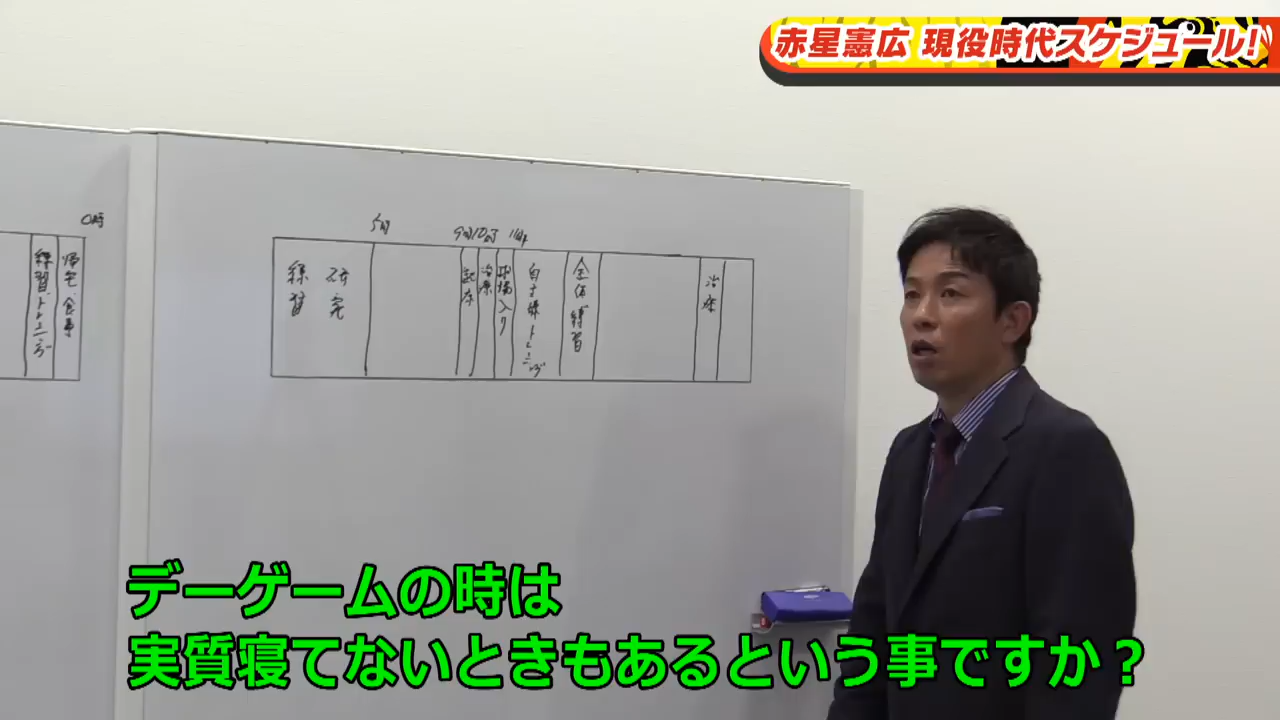 赤星憲広 現役時代スケジュール!
0時
練習・トレーニング
帰宅 食事
5時
9時
10時
11時
練習
研究
起床
治療
球場入り
自主練トレーニング
全体練習
治療
デーゲームの時は
実質寝てないときもあるという事ですか?